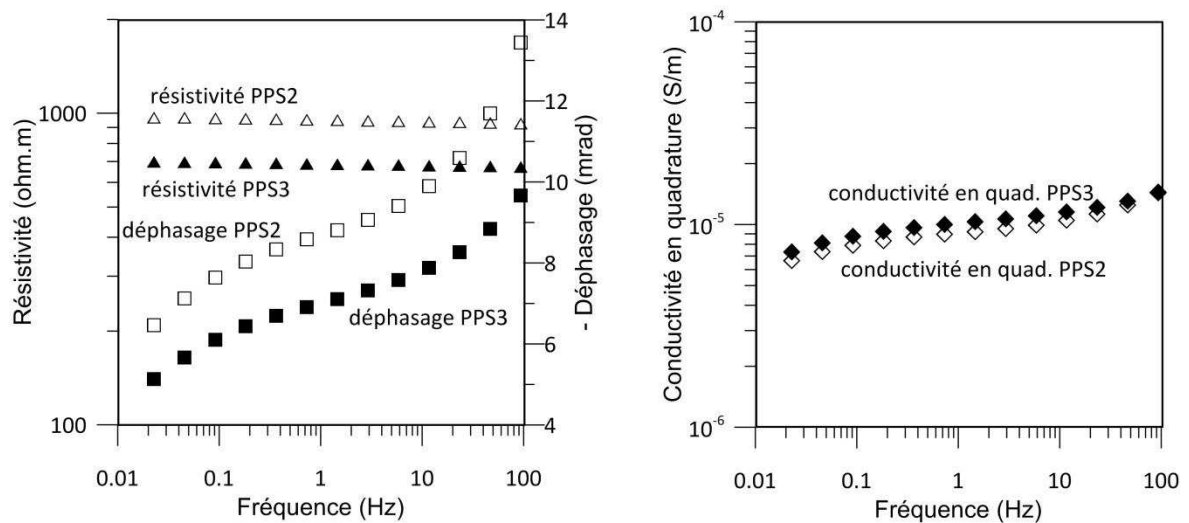 Résistivité (ohm.m)
1000
100
résistivité PPS2
résistivité PPS3
déphasage PPS2
déphasage PPS3
14
12
10
8
6
4
- Déphasage (mrad)
0.01 0.1 1 10 100
Fréquence (Hz)
Conductivité en quadrature (S/m)
10-4
10-5
10-6
conductivité en quad. PPS3
conductivité en quad. PPS2
0.01 0.1 1 10 100
Fréquence (Hz)